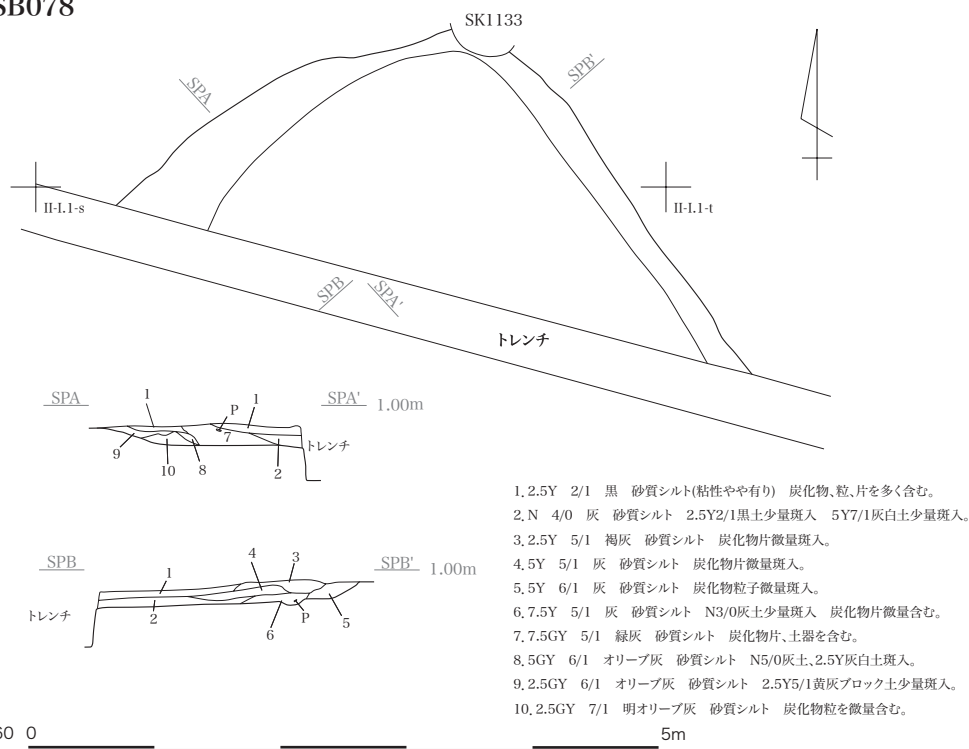 SB078
SK1133
SPA
SPB'
II-I.1-s
II-I.1-t
SPB
SPA'
トレンチ
SPA
1
P
1
SPA'
1.00m
7
トレンチ
9
10
8
2
SPB
1
4
3
SPB'
1.00m
トレンチ
2
6
P
5
1. 2.5Y 2/1 黒 砂質シルト(粘性やや有り) 炭化物、粒、片を多く含む。
2. N 4/0 灰 砂質シルト 2.5Y2/1黒土少量斑入 5Y7/1灰白土少量斑入。
3. 2.5Y 5/1 褐灰 砂質シルト 炭化物片微量斑入。
4. 5Y 5/1 灰 砂質シルト 炭化物片微量斑入。
5. 5Y 6/1 灰 砂質シルト 炭化物粒子微量斑入。
6. 7.5Y 5/1 灰 砂質シルト N3/0灰土少量斑入 炭化物片微量含む。
7. 7.5GY 5/1 緑灰 砂質シルト 炭化物片、土器を含む。
8. 5GY 6/1 オリーブ灰 砂質シルト N5/0灰土、2.5Y灰白土斑入。
9. 2.5GY 6/1 オリーブ灰 砂質シルト 2.5Y5/1黄灰ブロック土少量斑入。
10. 2.5GY 7/1 明オリーブ灰 砂質シルト 炭化物粒を微量含む。
60 0 5m